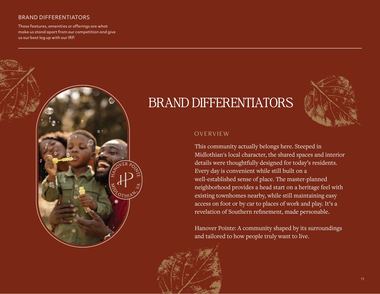 BRAND DIFFERENTIATORS
These features, amenities or offerings are what
make us stand apart from our competition and give
us our best leg up with our IRP.
BRAND DIFFERENTIATORS
OVERVIEW
This community actually belongs here. Steeped in
Midlothian's local character, the shared spaces and interior
details were thoughtfully designed for today's residents.
Every day is convenient while still built on a
well-established sense of place. The master-planned
neighborhood provides a head start on a heritage feel with
existing townhomes nearby, while still maintaining easy
access on foot or by car to places of work and play. It's a
revelation of Southern refinement, made personable.
Hanover Pointe: A community shaped by its surroundings
and tailored to how people truly want to live.
HANOVER POINTE
HP
MIDLOTHIAN, VA